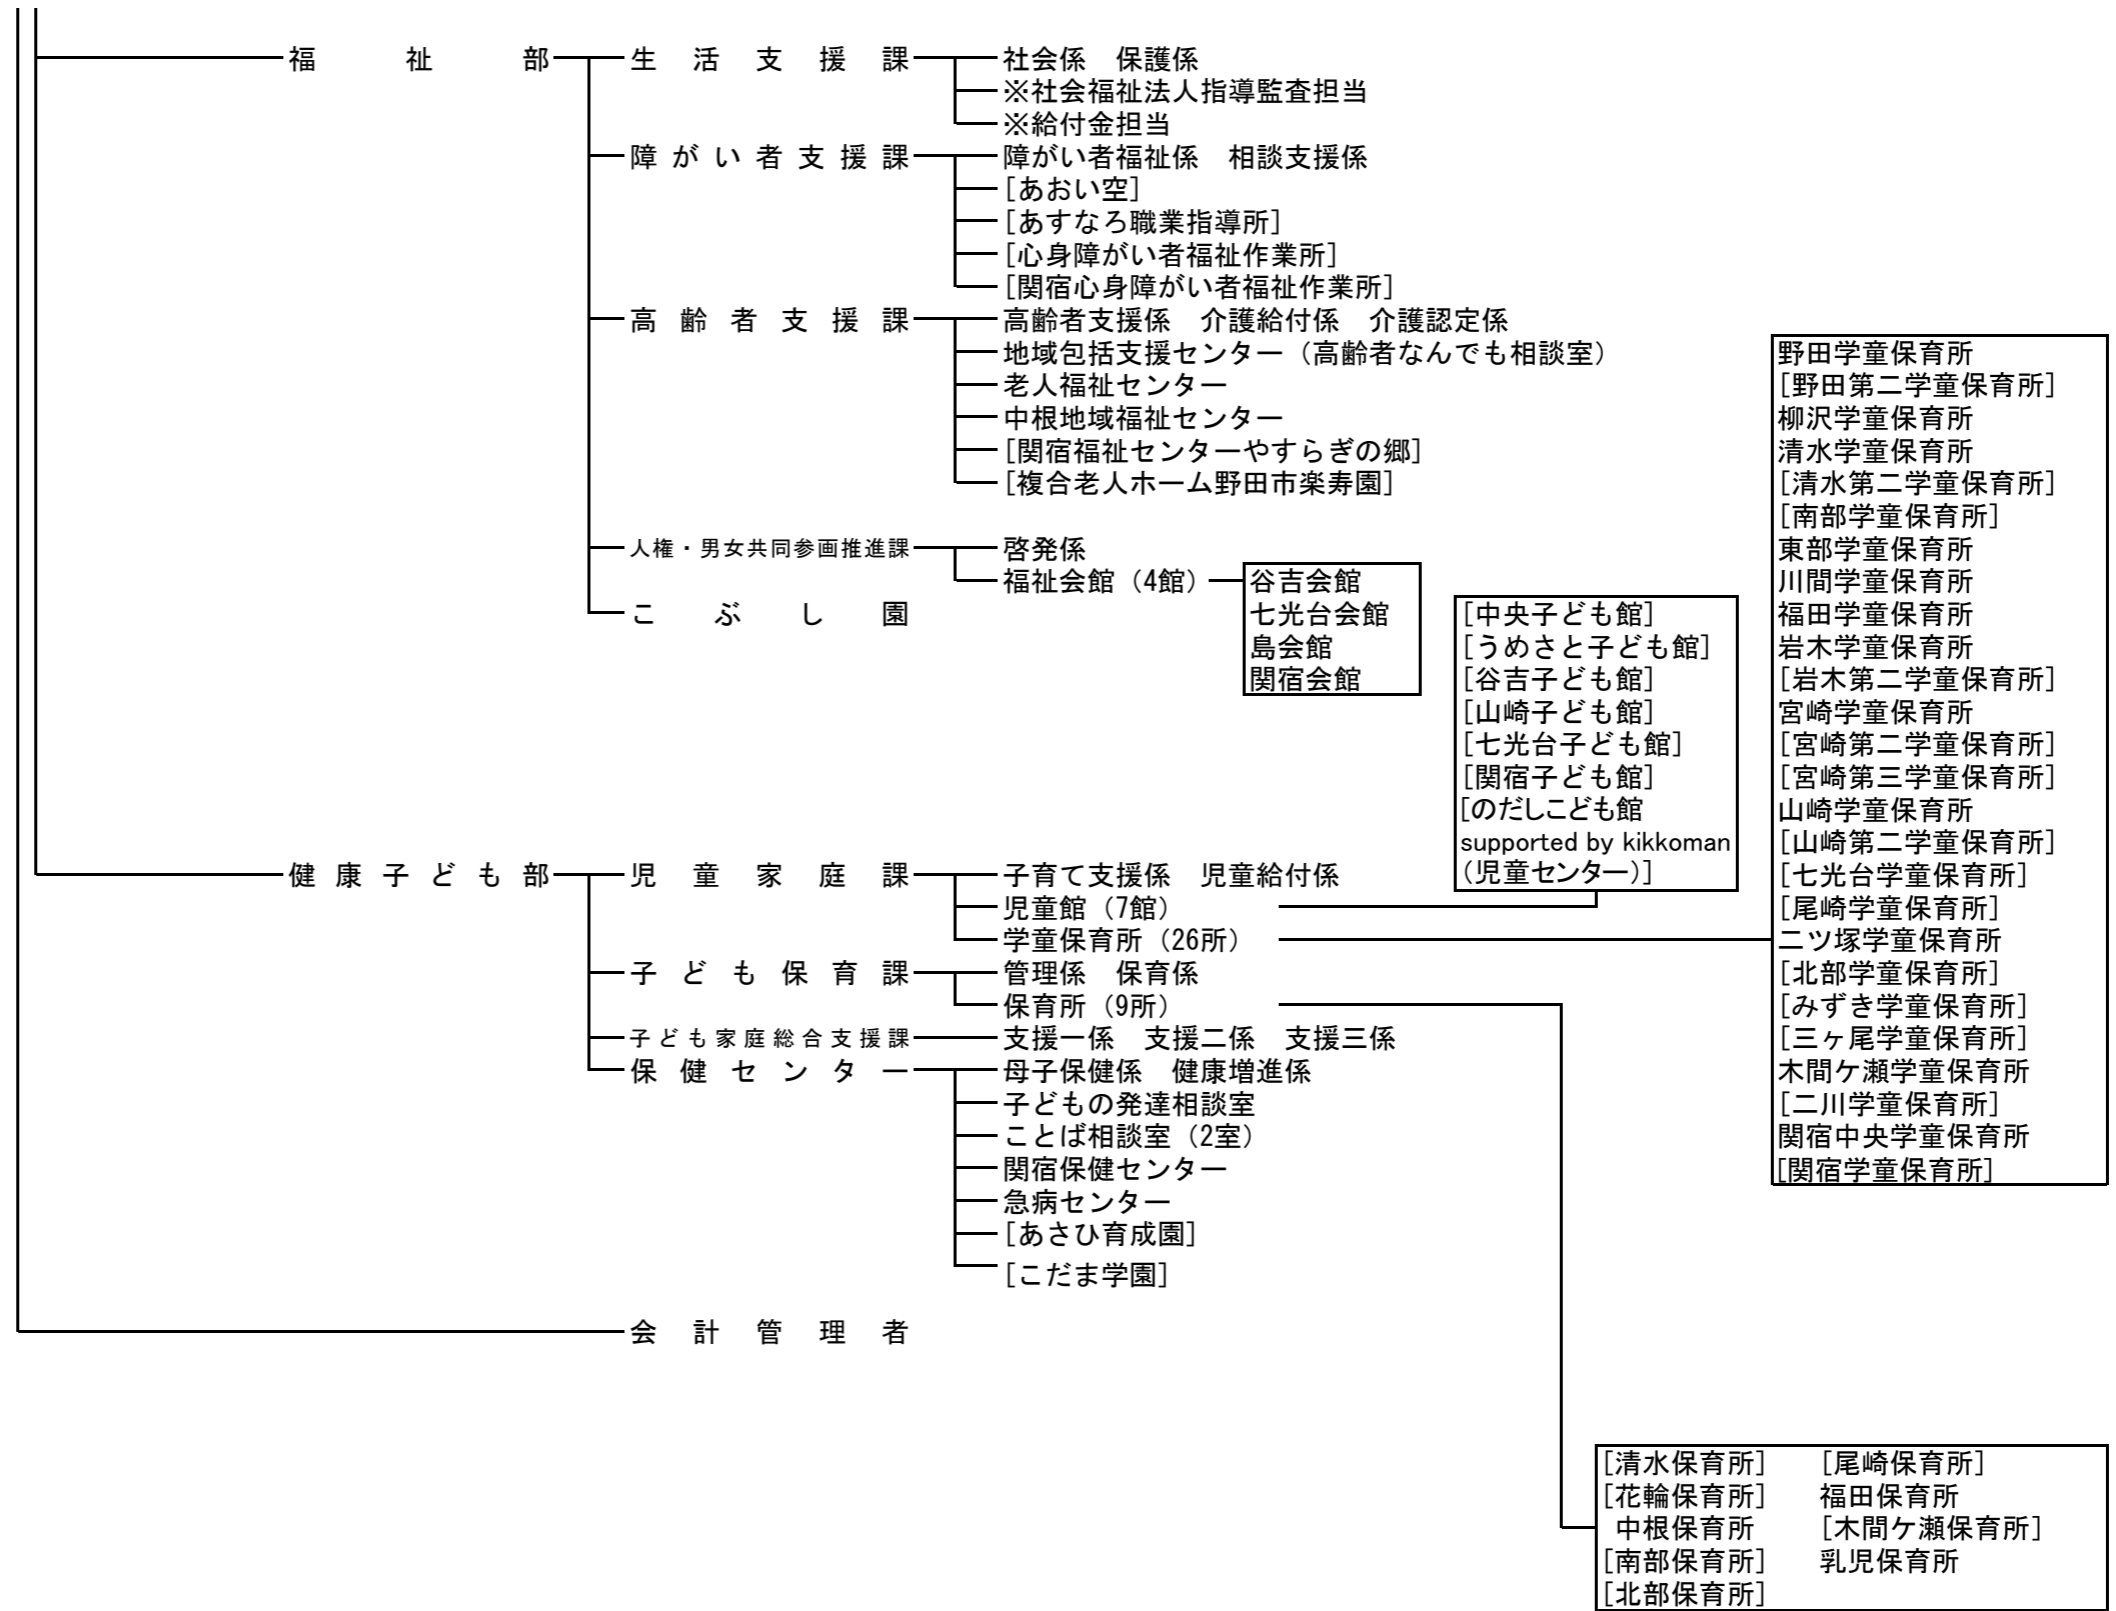 福祉部 生活支援課 社会係 保護係
※社会福祉法人指導監査担当
※給付金担当
障がい者支援課 障がい者福祉係 相談支援係
[あおい空]
[あすなろ職業指導所]
[心身障がい者福祉作業所]
[関宿心身障がい者福祉作業所]
高齢者支援課 高齢者支援係 介護給付係 介護認定係
地域包括支援センター（高齢者なんでも相談室）
老人福祉センター
中根地域福祉センター
[関宿福祉センターやすらぎの郷]
[複合老人ホーム野田市楽寿園]
人権・男女共同参画推進課 啓発係
福祉会館（4館）
谷吉会館
七光台会館
島会館
関宿会館
こぶし園
健康子ども部 児童家庭課 子育て支援係 児童給付係
児童館（7館）
[中央子ども館]
[うめさと子ども館]
[谷吉子ども館]
[山崎子ども館]
[七光台子ども館]
[関宿子ども館]
[のだしこども館
supported by kikkoman
(児童センター)]
学童保育所（26所）
野田学童保育所
[野田第二学童保育所]
柳沢学童保育所
清水学童保育所
[清水第二学童保育所]
[南部学童保育所]
東部学童保育所
川間学童保育所
福田学童保育所
岩木学童保育所
[岩木第二学童保育所]
宮崎学童保育所
[宮崎第二学童保育所]
[宮崎第三学童保育所]
山崎学童保育所
[山崎第二学童保育所]
[七光台学童保育所]
[尾崎学童保育所]
二ツ塚学童保育所
[北部学童保育所]
[みずき学童保育所]
[三ヶ尾学童保育所]
木間ケ瀬学童保育所
[二川学童保育所]
関宿中央学童保育所
[関宿学童保育所]
子ども保育課 管理係 保育係
保育所（9所）
子ども家庭総合支援課 支援一係 支援二係 支援三係
保健センター 母子保健係 健康増進係
子どもの発達相談室
ことば相談室（2室）
関宿保健センター
急病センター
[あさひ育成園]
[こだま学園]
会計管理者
[清水保育所] [尾崎保育所]
[花輪保育所] 福田保育所
中根保育所 [木間ケ瀬保育所]
[南部保育所] 乳児保育所
[北部保育所]